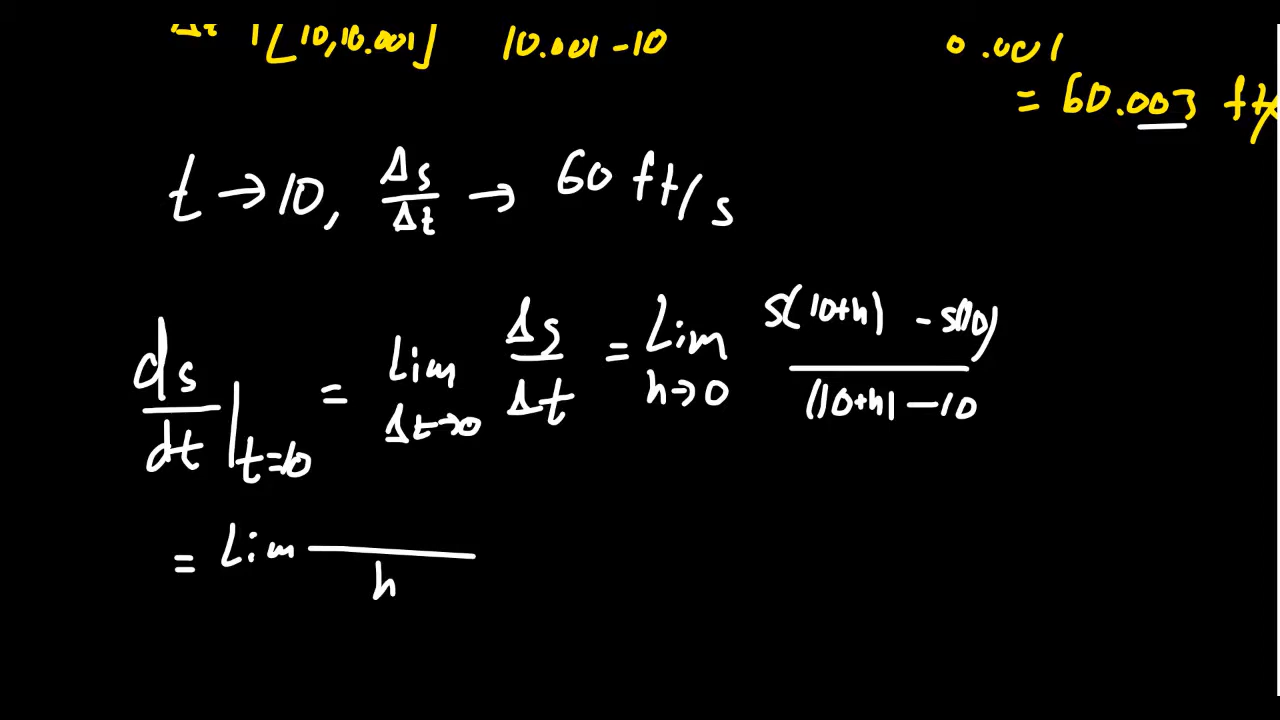 Δt | [10, 10.001] 10.001 - 10 0.001
= 60.003 ft/s
t → 10, Δs/Δt → 60 ft/s
ds/dt |t=10 = Lim Δt→0 Δs/Δt = Lim h→0 s(10+h) - s(10) / (10+h) - 10
= Lim / h